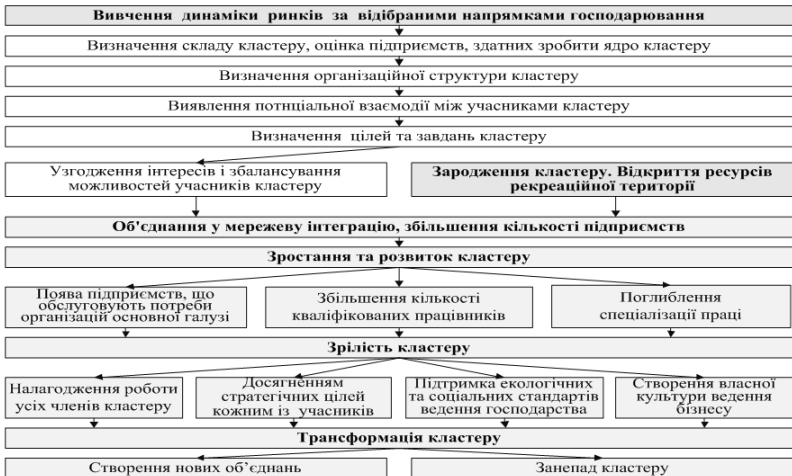 Вивчення динаміки ринків за відібраними напрямками господарювання
Визначення складу кластеру, оцінка підприємств, здатних зробити ядро кластеру
Визначення організаційної структури кластеру
Виявлення потнціальної взаємодії між учасниками кластеру
Визначення цілей та завдань кластеру
Узгодження інтересів і збалансування
можливостей учасників кластеру
Зародження кластеру. Відкриття ресурсів
рекреаційної території
Об'єднання у мережеву інтеграцію, збільшення кількості підприємств
Зростання та розвиток кластеру
Поява підприємств, що
обслуговують потреби
організацій основної галузі
Збільшення кількості
кваліфікованих працівників
Поглиблення
спеціалізації праці
Зрілість кластеру
Налагодження роботи
усіх членів кластеру
Досягненням
стратегічних цілей
кожним із учасників
Підтримка екологічних
та соціальних стандартів
ведення господарства
Створення власної
культури ведення
бізнесу
Трансформація кластеру
Створення нових об’єднань
Занепад кластеру